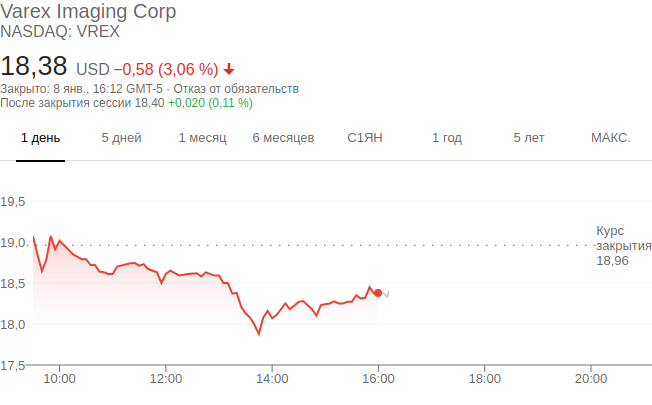 Varex Imaging Corp
NASDAQ: VREX
18,38 USD −0,58 (3,06 %)
Закрыто: 8 янв., 16:12 GMT-5 · Отказ от обязательств
После закрытия сессии 18,40 +0,020 (0,11 %)
1 день 5 дней 1 месяц 6 месяцев С1ЯН 1 год 5 лет МАКС.
19,5
19,0
18,5
18,0
17,5
Курс
закрытия
18,96
10:00 12:00 14:00 16:00 18:00 20:00